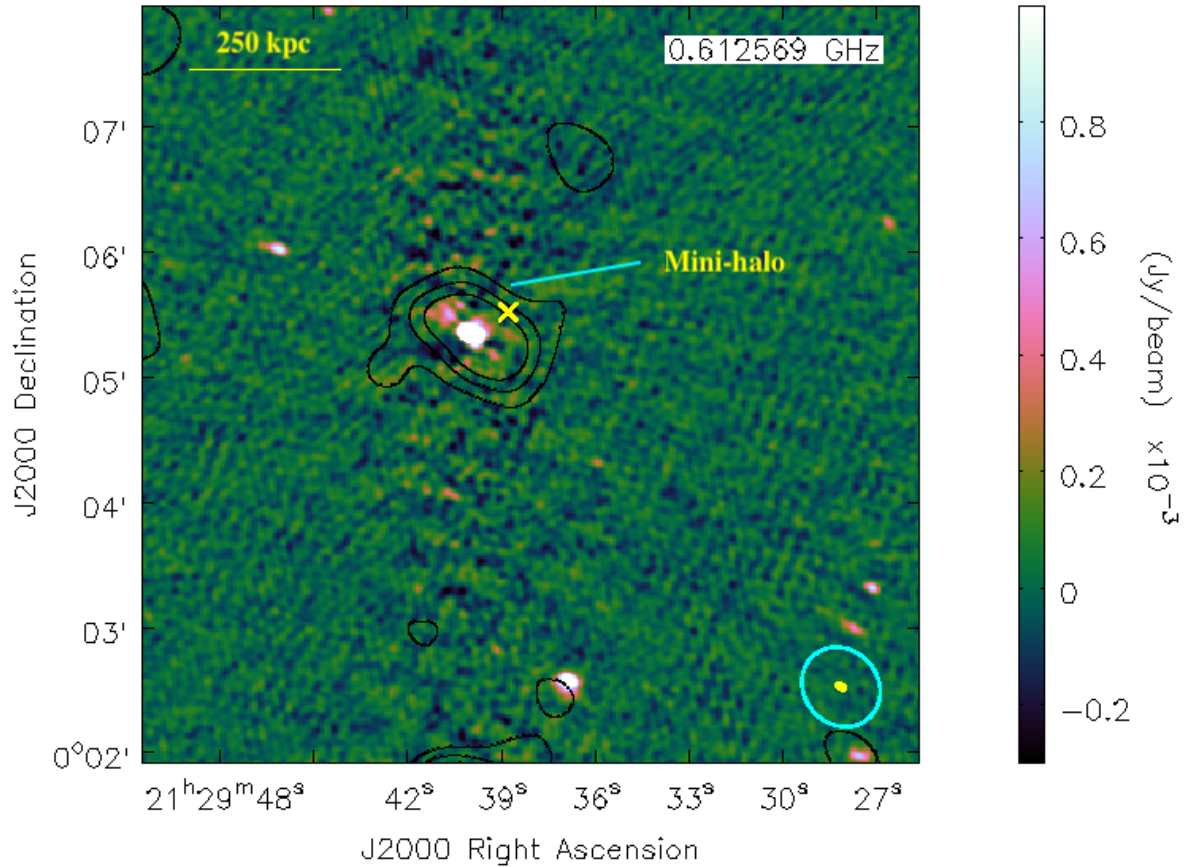 250 kpc
0.612569 GHz
Mini-halo
07'
06'
05'
04'
03'
0°02'
J2000 Declination
21ʰ29ᵐ48ˢ 42ˢ 39ˢ 36ˢ 33ˢ 30ˢ 27ˢ
J2000 Right Ascension
0.8
0.6
0.4
0.2
0
−0.2
(Jy/beam) x10⁻³